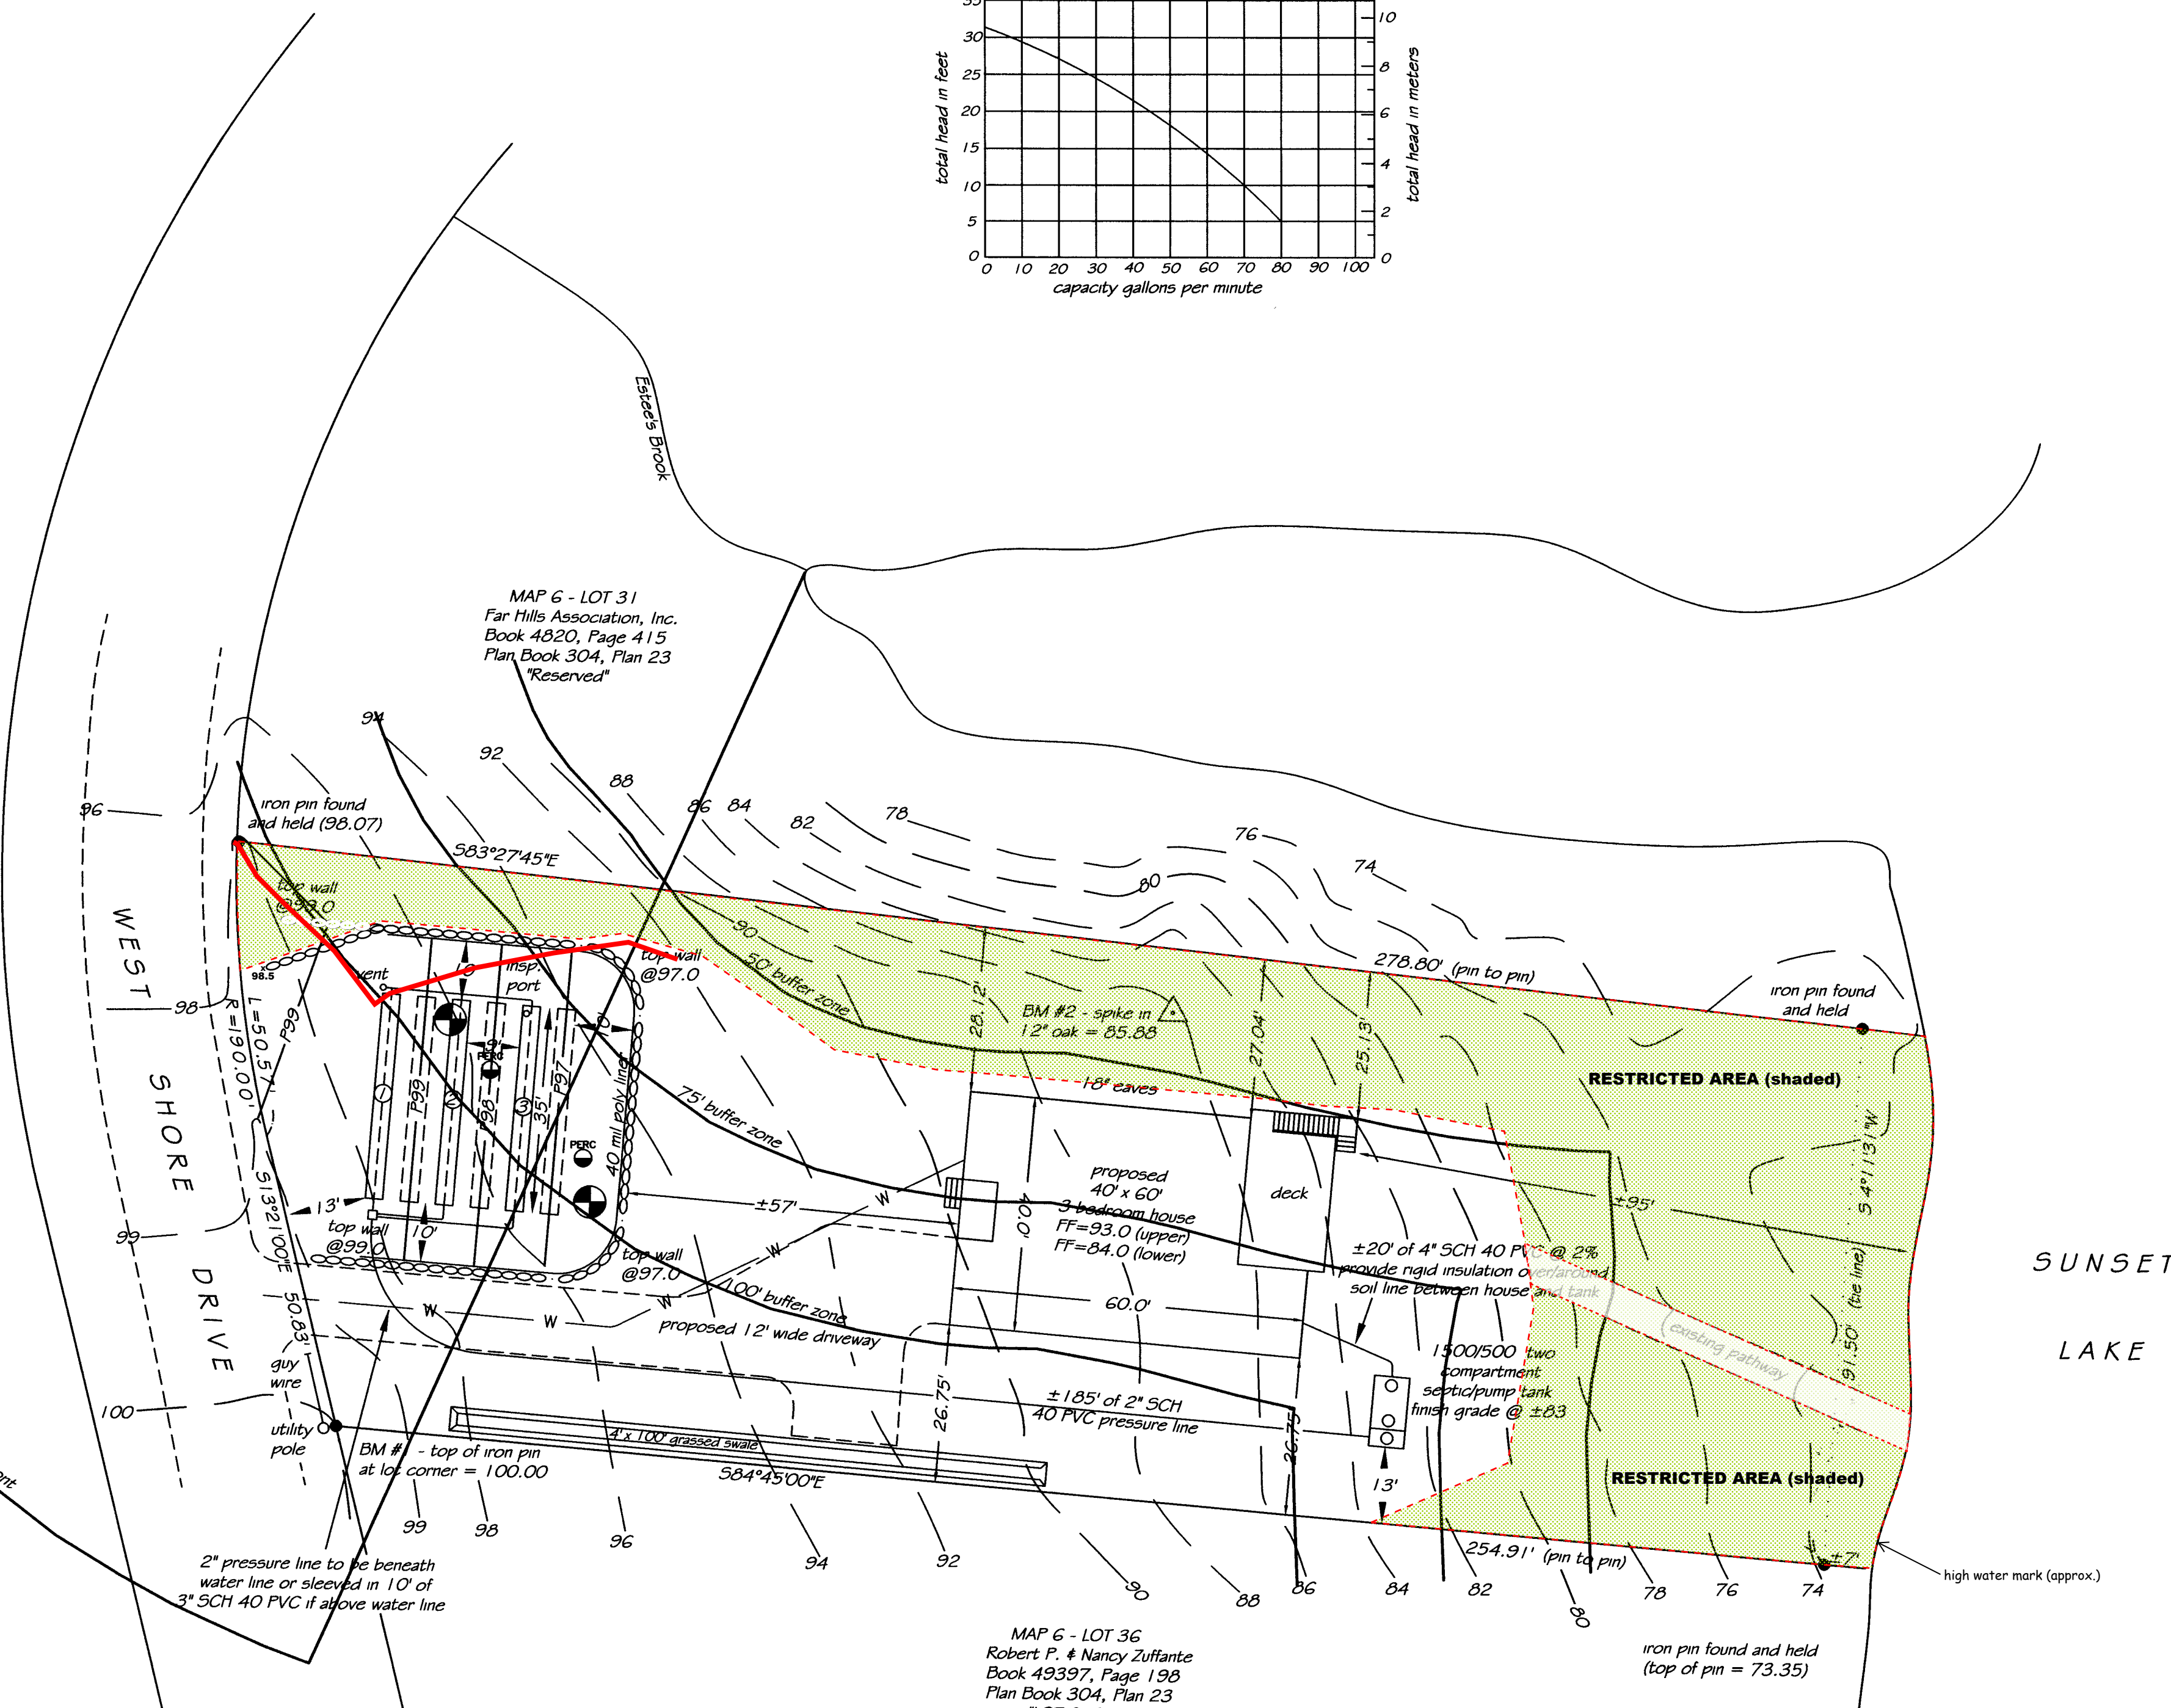 35
30
25
20
15
10
5
0
total head in feet
10
8
6
4
2
0
total head in meters
0 10 20 30 40 50 60 70 80 90 100
capacity gallons per minute
Estee's Brook
MAP 6 - LOT 31
Far Hills Association, Inc.
Book 4820, Page 415
Plan Book 304, Plan 23
"Reserved"
94
92
88
86 84
82
78
76
74
80
90
96
iron pin found
and held (98.07)
S83°27'45"E
top wall
@99.0
98.5
vent
insp.
port
top wall
@97.0
50' buffer zone
278.80' (pin to pin)
iron pin found
and held
BM #2 - spike in
12" oak = 85.88
28.12'
27.04'
25.13'
18" eaves
RESTRICTED AREA (shaded)
WEST
SHORE
DRIVE
98
L=50.57'
R=190.00'
P99
S13°21'00"E 50.83'
9'
PERC
1
P99
2
P98
3
35'
P97
PERC
40 mil poly liner
75' buffer zone
13'
10'
top wall
@99.0
top wall
@97.0
±57'
W
W
W
W
W
proposed
40' x 60'
3 bedroom house
FF=93.0 (upper)
FF=84.0 (lower)
40.0'
60.0'
deck
±95'
S 4°11'31"W
(tie line)
91.50'
±20' of 4" SCH 40 PVC @ 2%
provide rigid insulation over/around
soil line between house and tank
existing pathway
SUNSET
LAKE
99
100' buffer zone
proposed 12' wide driveway
guy
wire
100
utility
pole
BM #1 - top of iron pin
at lot corner = 100.00
4' x 100' grassed swale
S84°45'00"E
26.75'
±185' of 2" SCH
40 PVC pressure line
26.75'
1500/500 two
compartment
septic/pump tank
finish grade @ ±83
13'
RESTRICTED AREA (shaded)
254.91' (pin to pin)
±7'
high water mark (approx.)
99
98
96
94
92
90
88
86
84
82
80
78
76
74
2" pressure line to be beneath
water line or sleeved in 10' of
3" SCH 40 PVC if above water line
MAP 6 - LOT 36
Robert P. & Nancy Zuffante
Book 49397, Page 198
Plan Book 304, Plan 23
iron pin found and held
(top of pin = 73.35)